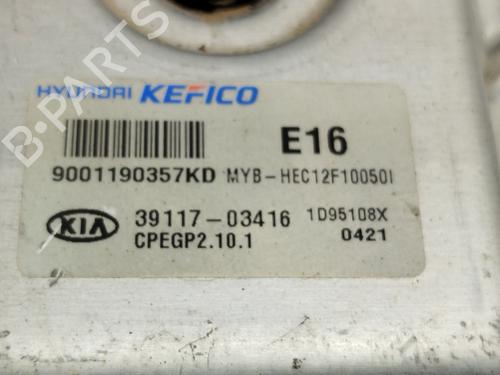 HYUNDAI KEFICO
E16
9001190357KD MYB-HEC12F10050I
KIA 39117-03416 1D95108X
CPEGP2.10.1 0421
B-PARTS